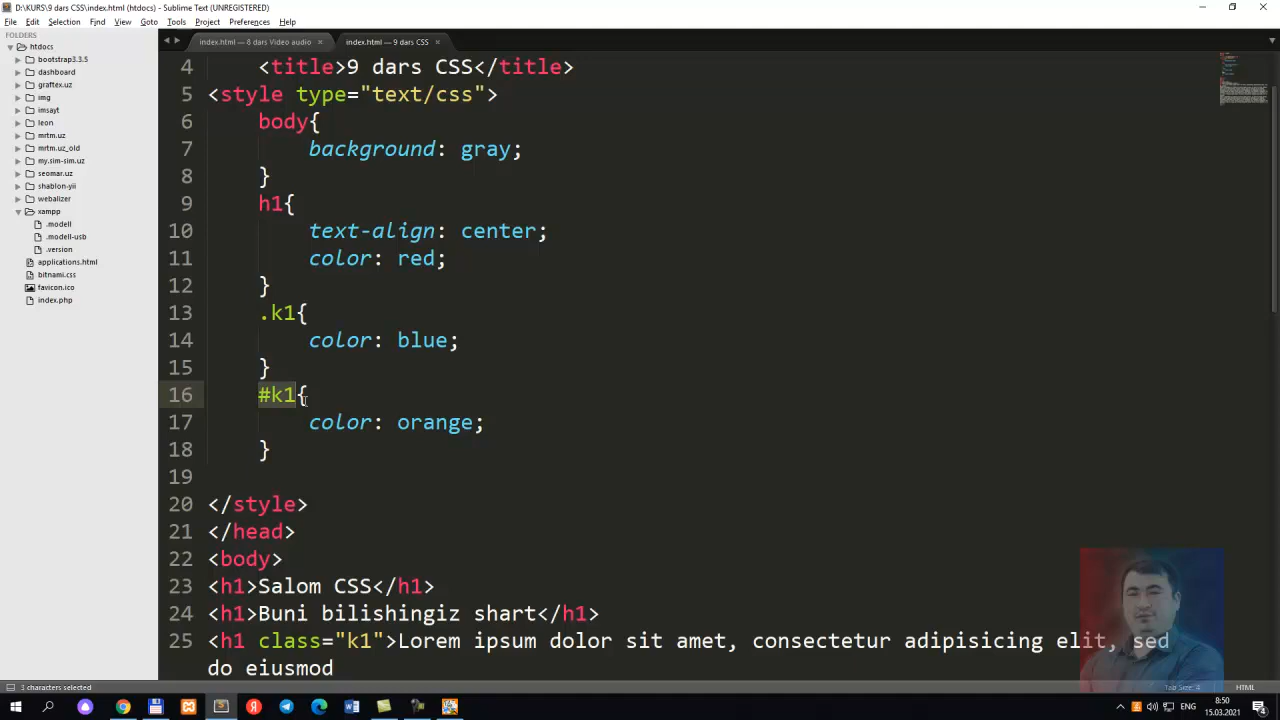 D:\KURS\9 dars CSS\index.html (htdocs) - Sublime Text (UNREGISTERED)
File Edit Selection Find View Goto Tools Project Preferences Help
FOLDERS
htdocs
bootstrap3.3.5
dashboard
graftex.uz
img
imsayt
leon
mrtm.uz
mrtm.uz_old
my.sim-sim.uz
seomar.uz
shablon-yii
webalizer
xampp
.modell
.modell-usb
.version
applications.html
bitnami.css
favicon.ico
index.php
index.html — 8 dars Video audio
index.html — 9 dars CSS
4 <title>9 dars CSS</title>
5 <style type="text/css">
6 body{
7 background: gray;
8 }
9 h1{
10 text-align: center;
11 color: red;
12 }
13 .k1{
14 color: blue;
15 }
16 #k1{
17 color: orange;
18 }
19
20 </style>
21 </head>
22 <body>
23 <h1>Salom CSS</h1>
24 <h1>Buni bilishingiz shart</h1>
25 <h1 class="k1">Lorem ipsum dolor sit amet, consectetur adipisicing elit, sed
do eiusmod
3 characters selected
Tab Size: 4
HTML
ENG
8:50
15.03.2021